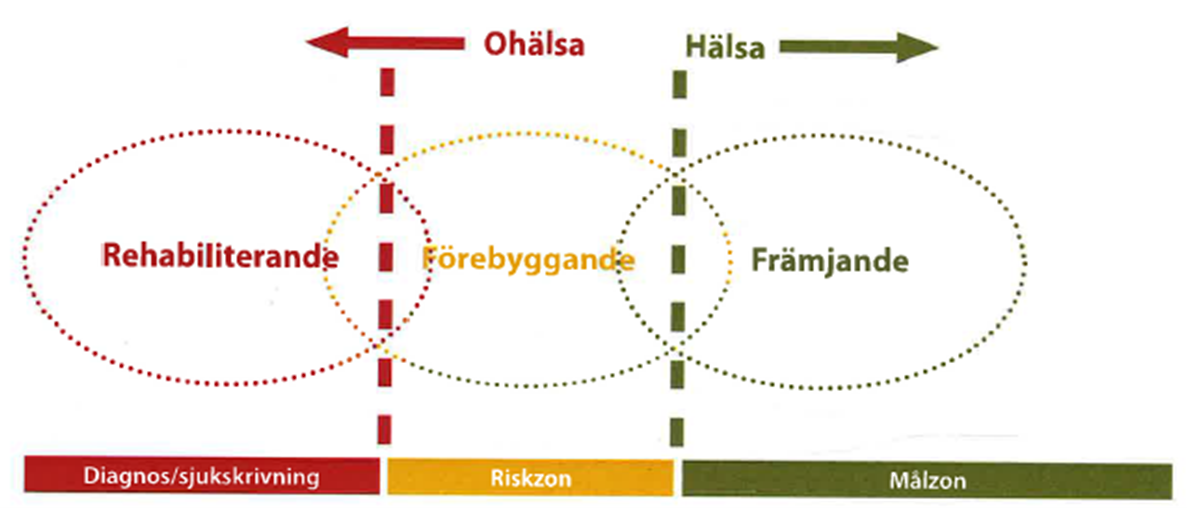 Ohälsa
Hälsa
Rehabiliterande
Förebyggande
Främjande
Diagnos/sjukskrivning
Riskzon
Målzon